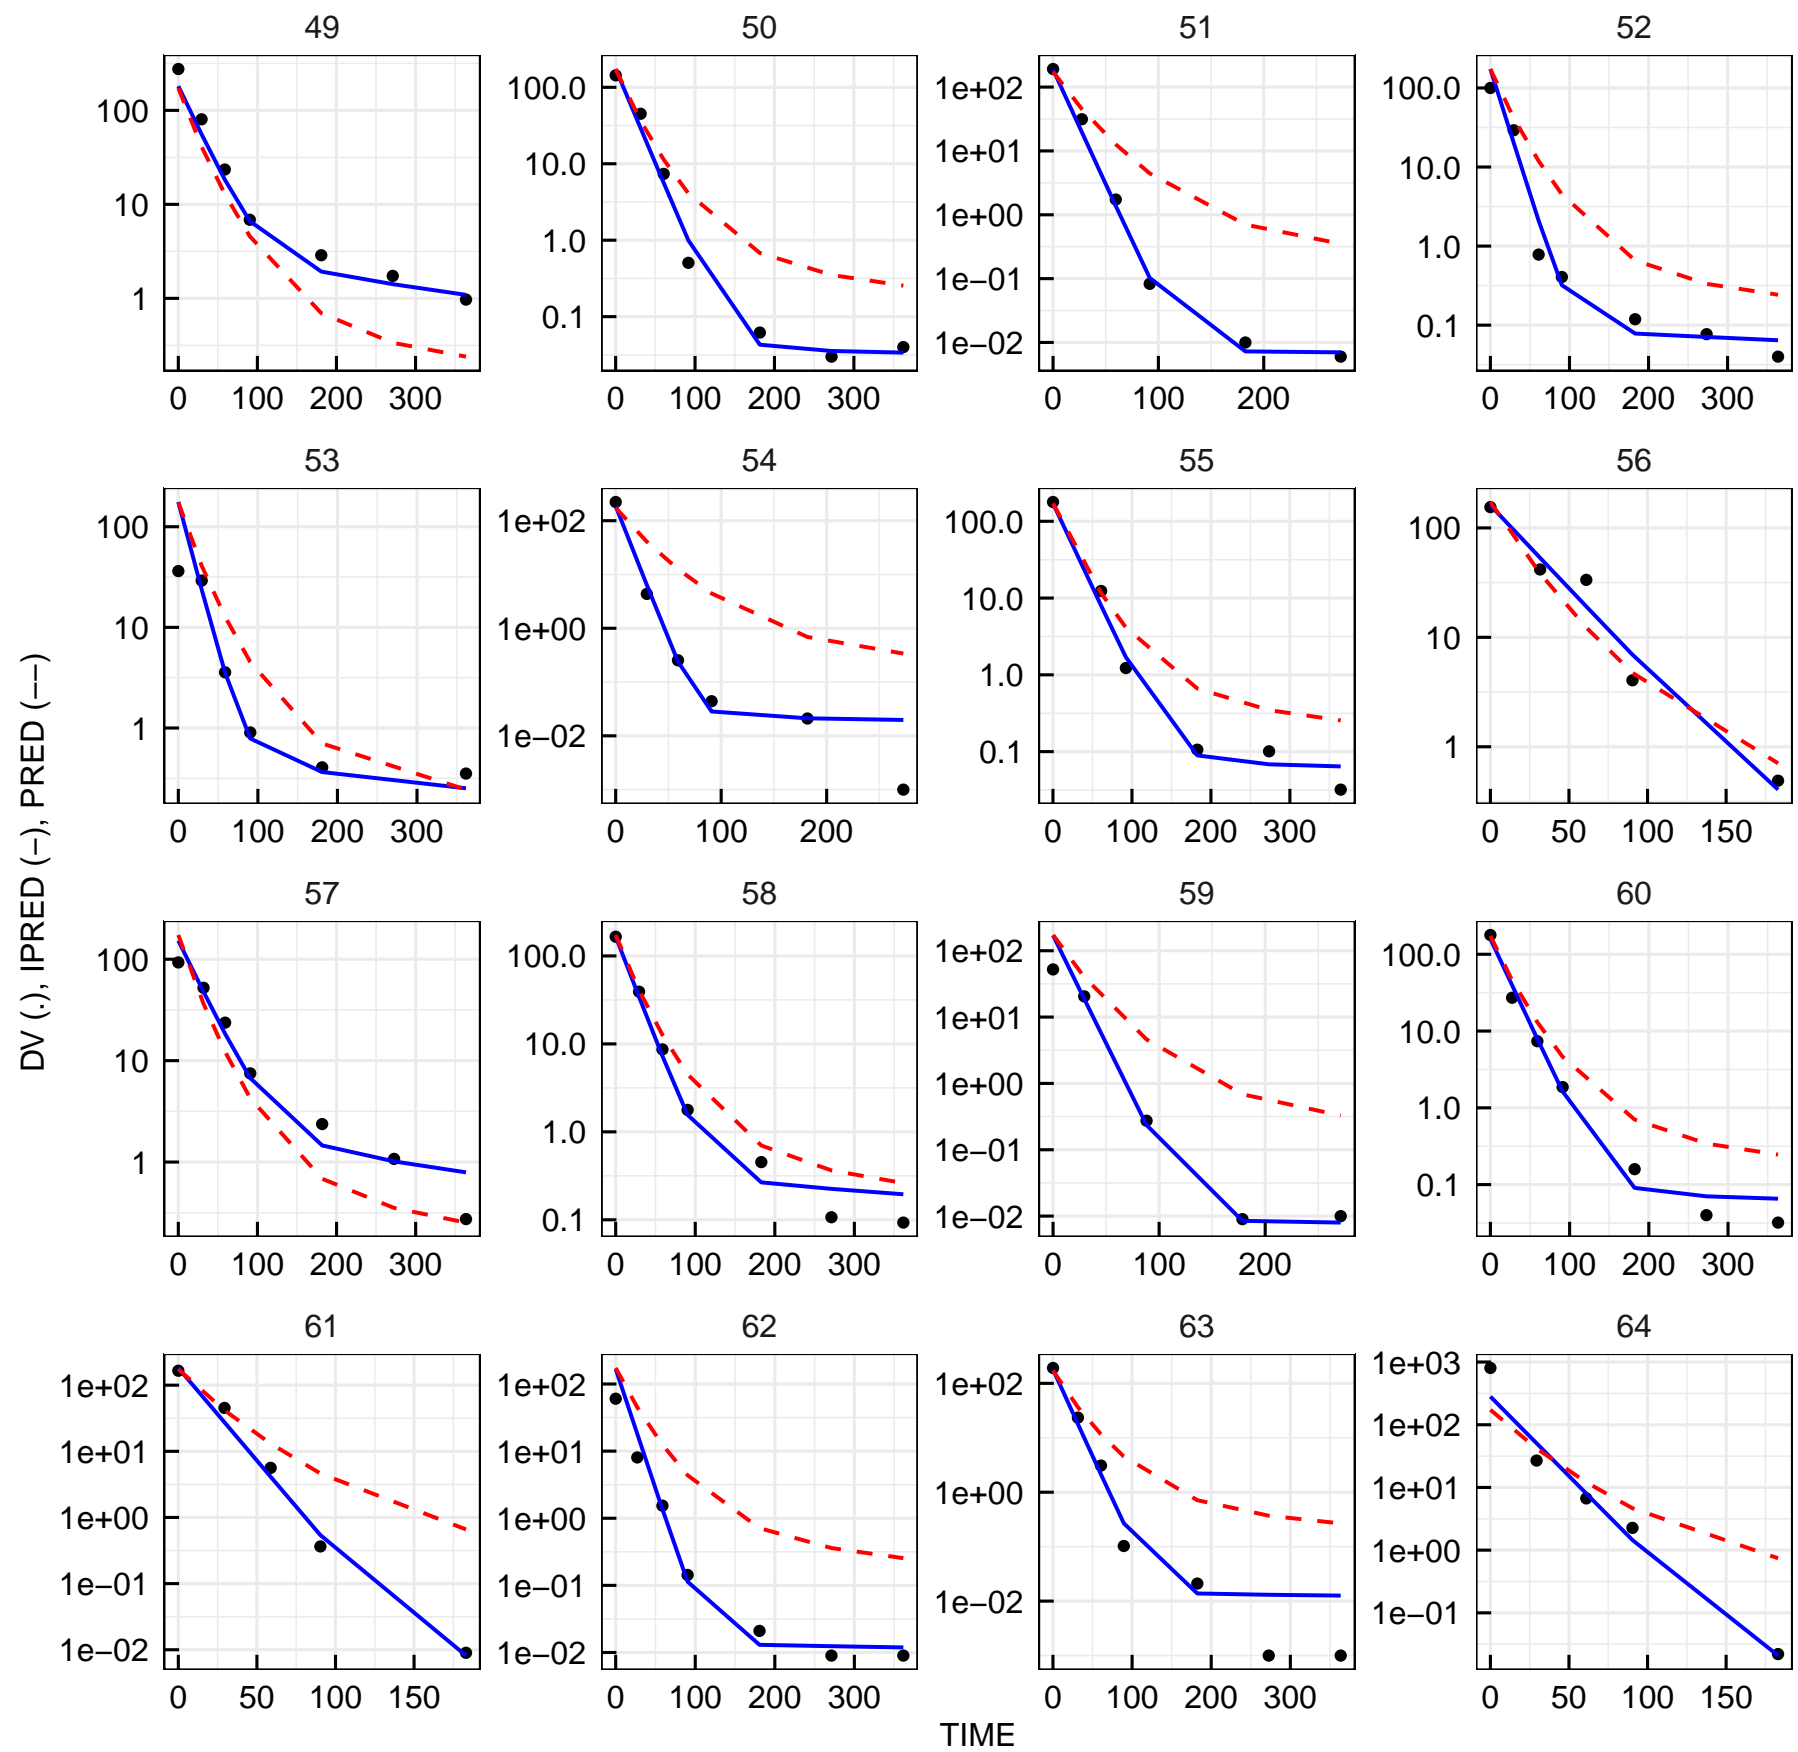 49 50 51 52
100 10 1
100.0 10.0 1.0 0.1
1e+02 1e+01 1e+00 1e−01 1e−02
100.0 10.0 1.0 0.1
0 100 200 300
0 100 200 300
0 100 200
0 100 200 300
53 54 55 56
100 10 1
1e+02 1e+00 1e−02
100.0 10.0 1.0 0.1
100 10 1
0 100 200 300
0 100 200
0 100 200 300
0 50 100 150
57 58 59 60
100 10 1
100.0 10.0 1.0 0.1
1e+02 1e+01 1e+00 1e−01 1e−02
100.0 10.0 1.0 0.1
0 100 200 300
0 100 200 300
0 100 200
0 100 200 300
61 62 63 64
1e+02 1e+01 1e+00 1e−01 1e−02
1e+02 1e+01 1e+00 1e−01 1e−02
1e+02 1e+00 1e−02
1e+03 1e+02 1e+01 1e+00 1e−01
0 50 100 150
0 100 200 300
0 100 200 300
0 50 100 150
TIME
DV (.), IPRED (−), PRED (−−)